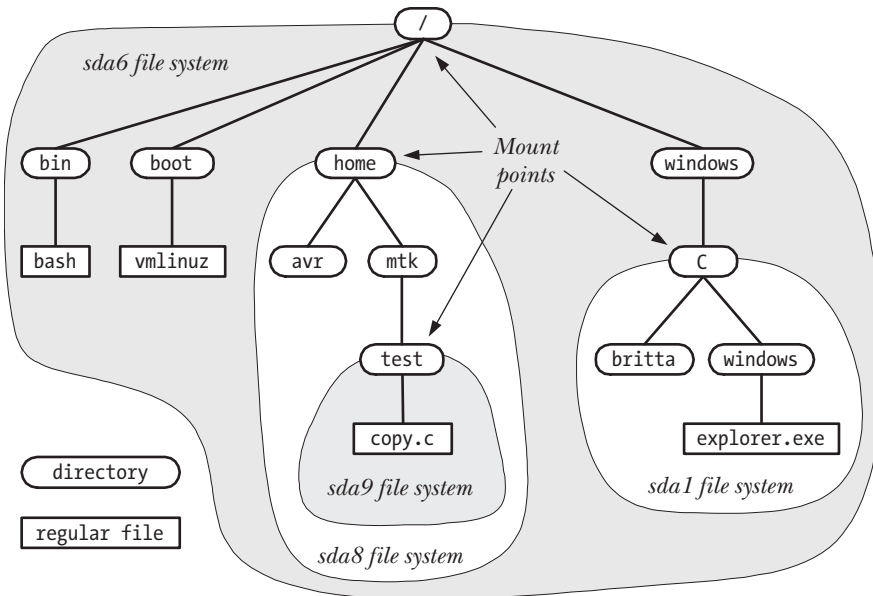 /
sda6 file system
bin
boot
home
Mount
points
windows
bash
vmlinuz
avr
mtk
C
test
britta
windows
copy.c
explorer.exe
directory
sda9 file system
sda1 file system
regular file
sda8 file system